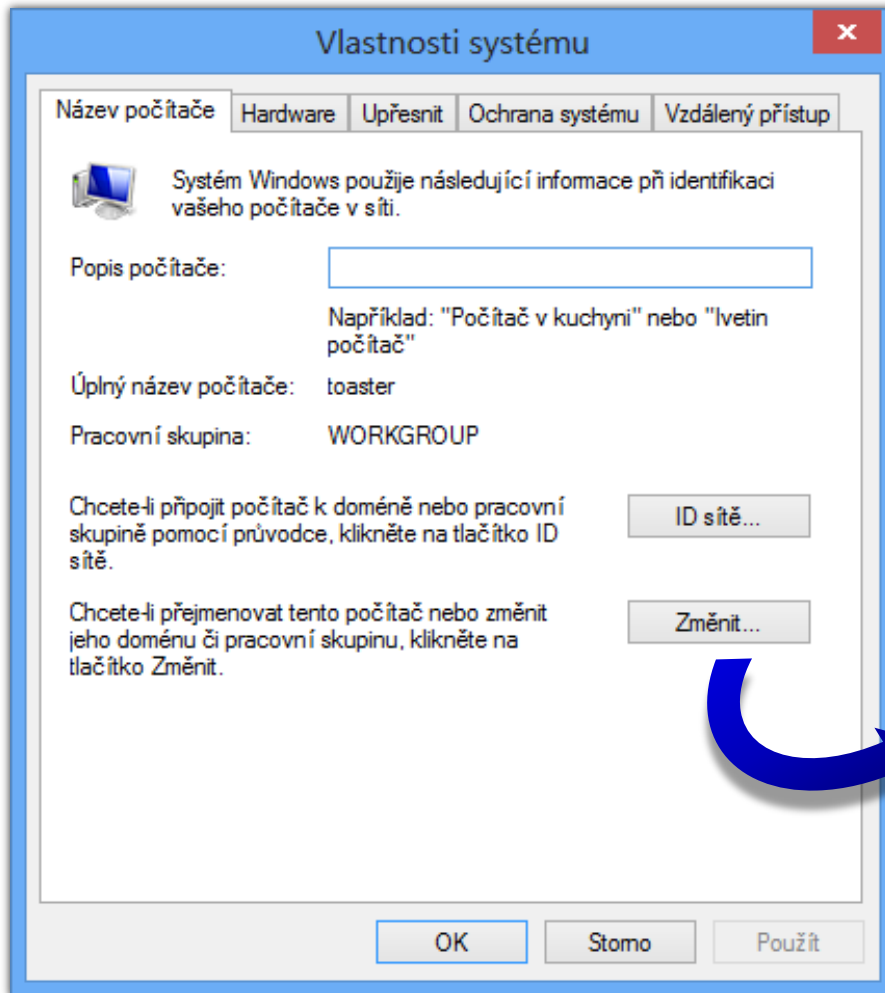 Vlastnosti systému
Název počítače
Hardware
Upřesnit
Ochrana systému
Vzdálený přístup
Systém Windows použije následující informace při identifikaci
vašeho počítače v síti.
Popis počítače:
Například: "Počítač v kuchyni" nebo "Ivetin
počítač"
Úplný název počítače: toaster
Pracovní skupina: WORKGROUP
Chcete-li připojit počítač k doméně nebo pracovní
skupině pomocí průvodce, klikněte na tlačítko ID
sítě.
ID sítě...
Chcete-li přejmenovat tento počítač nebo změnit
jeho doménu či pracovní skupinu, klikněte na
tlačítko Změnit.
Změnit...
OK
Storno
Použít